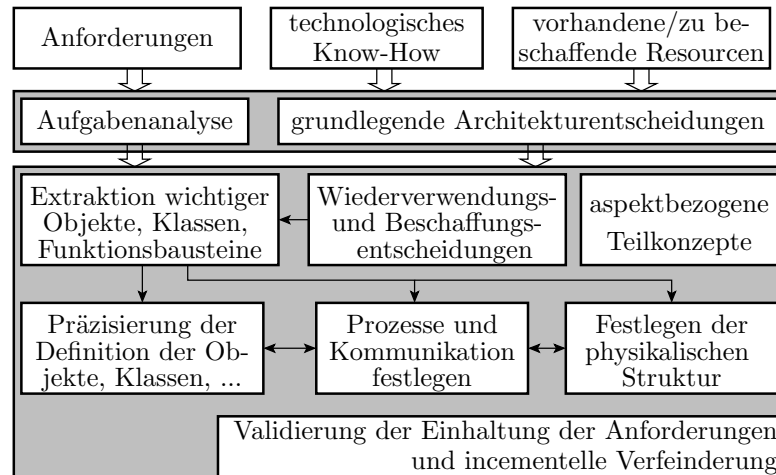 Anforderungen
technologisches
Know-How
vorhandene/zu be-
schaffende Resourcen
Aufgabenanalyse
grundlegende Architekturentscheidungen
Extraktion wichtiger
Objekte, Klassen,
Funktionsbausteine
Wiederverwendungs-
und Beschaffungs-
entscheidungen
aspektbezogene
Teilkonzepte
Präzisierung der
Definition der Ob-
jekte, Klassen, ...
Prozesse und
Kommunikation
festlegen
Festlegen der
physikalischen
Struktur
Validierung der Einhaltung der Anforderungen
und incementelle Verfeinderung